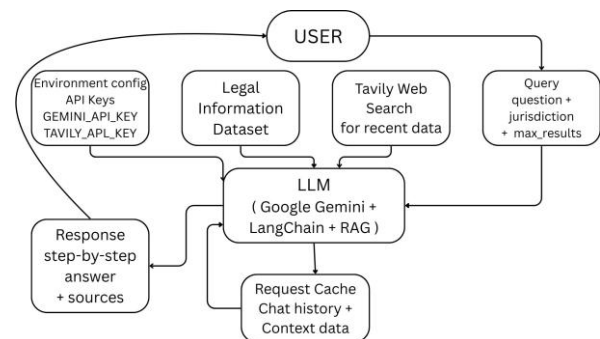 USER
Environment config
API Keys
GEMINI_API_KEY
TAVILY_APL_KEY
Legal
Information
Dataset
Tavily Web
Search
for recent data
Query
question +
jurisdiction
+ max_results
LLM
( Google Gemini +
LangChain + RAG )
Response
step-by-step
answer
+ sources
Request Cache
Chat history +
Context data